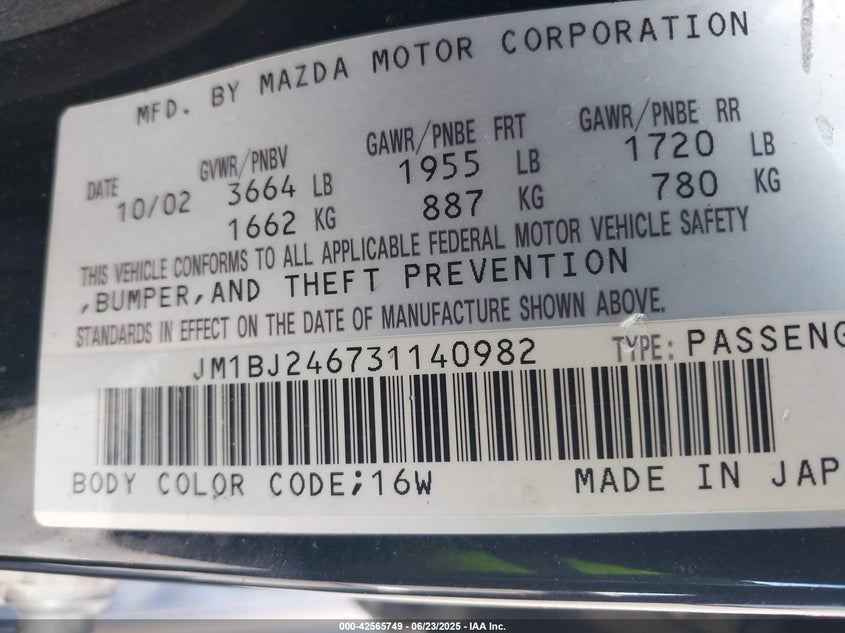 MFD. BY MAZDA MOTOR CORPORATION
DATE GVWR/PNBV GAWR/PNBE FRT GAWR/PNBE RR
10/02 3664 LB 1955 LB 1720 LB
1662 KG 887 KG 780 KG
THIS VEHICLE CONFORMS TO ALL APPLICABLE FEDERAL MOTOR VEHICLE SAFETY
,BUMPER,AND THEFT PREVENTION
STANDARDS IN EFFECT ON THE DATE OF MANUFACTURE SHOWN ABOVE.
JM1BJ246731140982 TYPE: PASSENG
BODY COLOR CODE;16W MADE IN JAP
000-42565749 - 06/23/2025 - IAA Inc.